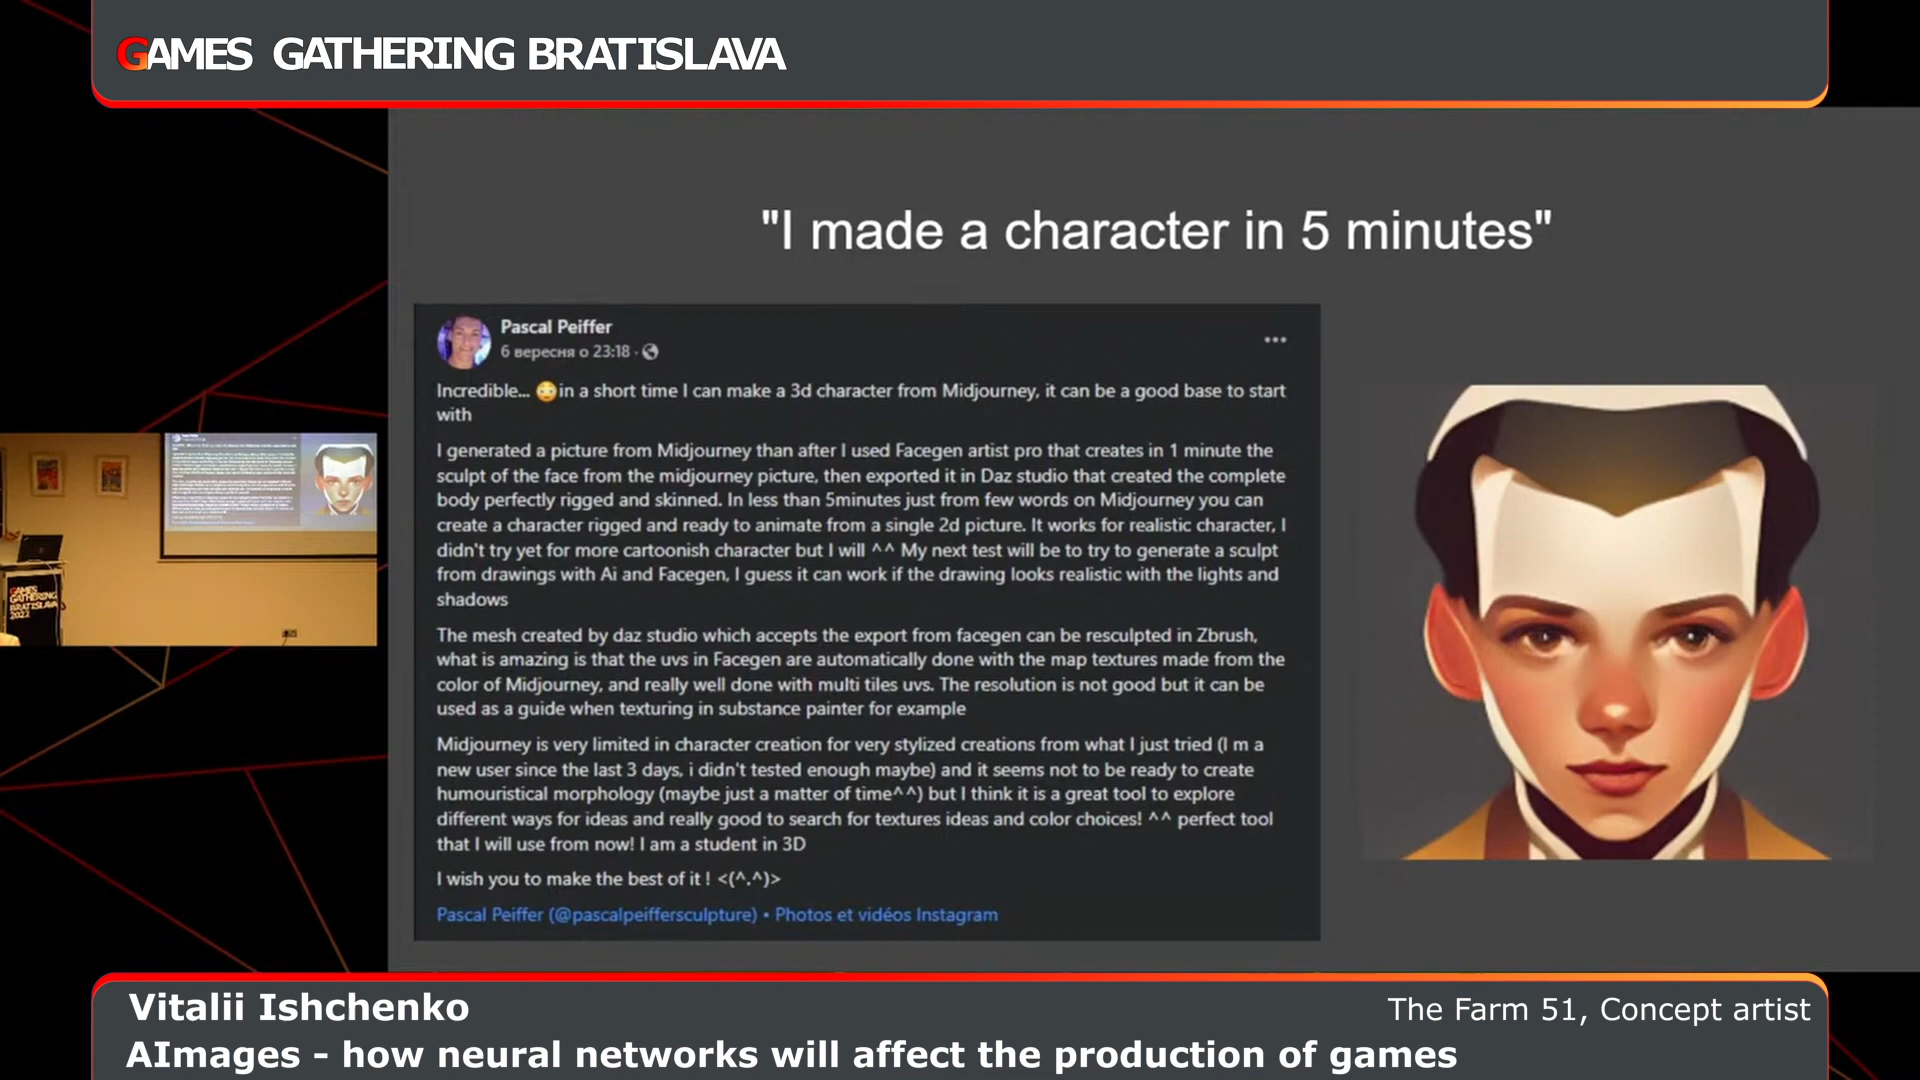 GAMES GATHERING BRATISLAVA
"I made a character in 5 minutes"
Pascal Peiffer
6 вересня о 23:18 ·
Incredible... 😳in a short time I can make a 3d character from Midjourney, it can be a good base to start
with
I generated a picture from Midjourney than after I used Facegen artist pro that creates in 1 minute the
sculpt of the face from the midjourney picture, then exported it in Daz studio that created the complete
body perfectly rigged and skinned. In less than 5minutes just from few words on Midjourney you can
create a character rigged and ready to animate from a single 2d picture. It works for realistic character, I
didn't try yet for more cartoonish character but I will ^^ My next test will be to try to generate a sculpt
from drawings with Ai and Facegen, I guess it can work if the drawing looks realistic with the lights and
shadows
The mesh created by daz studio which accepts the export from facegen can be resculpted in Zbrush,
what is amazing is that the uvs in Facegen are automatically done with the map textures made from the
color of Midjourney, and really well done with multi tiles uvs. The resolution is not good but it can be
used as a guide when texturing in substance painter for example
Midjourney is very limited in character creation for very stylized creations from what I just tried (I m a
new user since the last 3 days, i didn't tested enough maybe) and it seems not to be ready to create
humouristical morphology (maybe just a matter of time^^) but I think it is a great tool to explore
different ways for ideas and really good to search for textures ideas and color choices! ^^ perfect tool
that I will use from now! I am a student in 3D
I wish you to make the best of it ! <(^.^)>
Pascal Peiffer (@pascalpeiffersculpture) • Photos et vidéos Instagram
GAMES
GATHERING
BRATISLAVA
2022
Vitalii Ishchenko
The Farm 51, Concept artist
AImages - how neural networks will affect the production of games